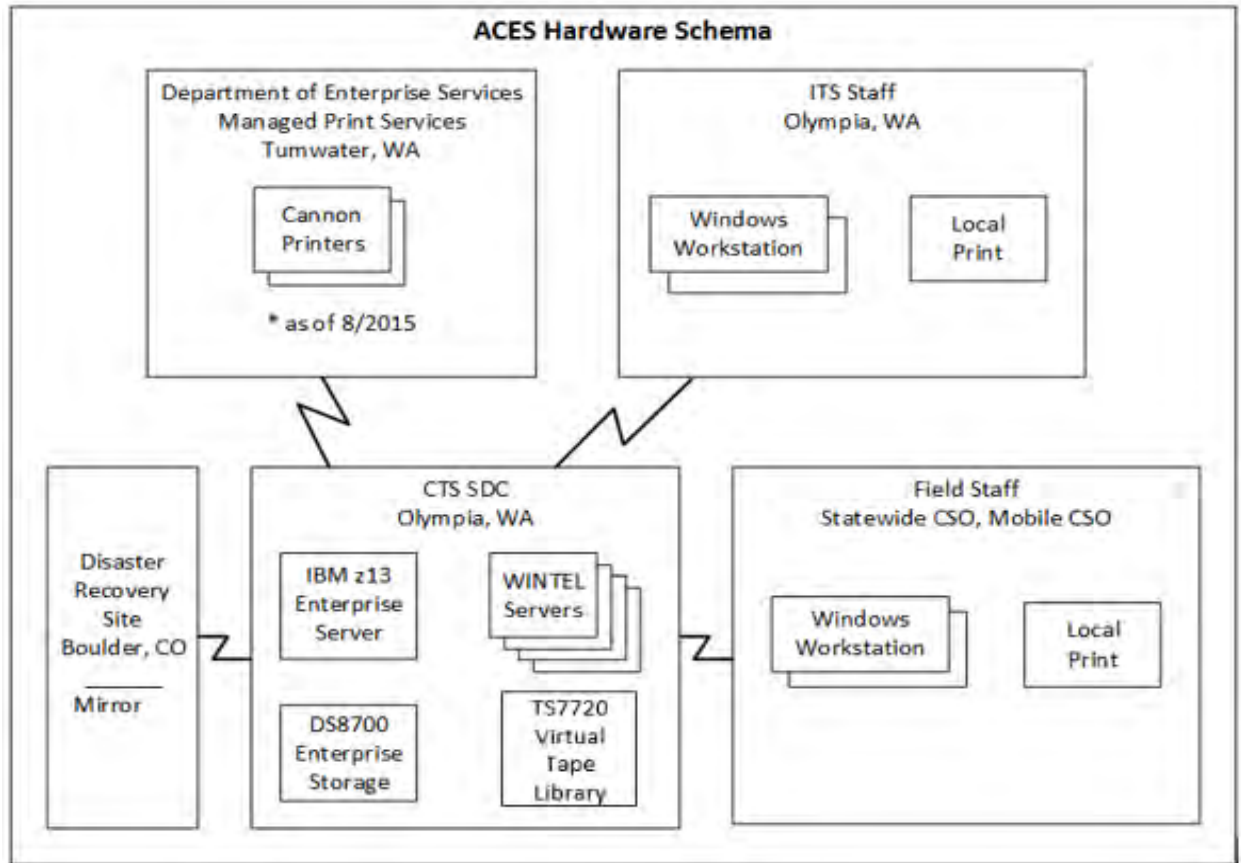 ACES Hardware Schema
Department of Enterprise Services
Managed Print Services
Tumwater, WA
Cannon
Printers
* as of 8/2015
ITS Staff
Olympia, WA
Windows
Workstation
Local
Print
Disaster
Recovery
Site
Boulder, CO
Mirror
CTS SDC
Olympia, WA
IBM z13
Enterprise
Server
WINTEL
Servers
DS8700
Enterprise
Storage
TS7720
Virtual
Tape
Library
Field Staff
Statewide CSO, Mobile CSO
Windows
Workstation
Local
Print